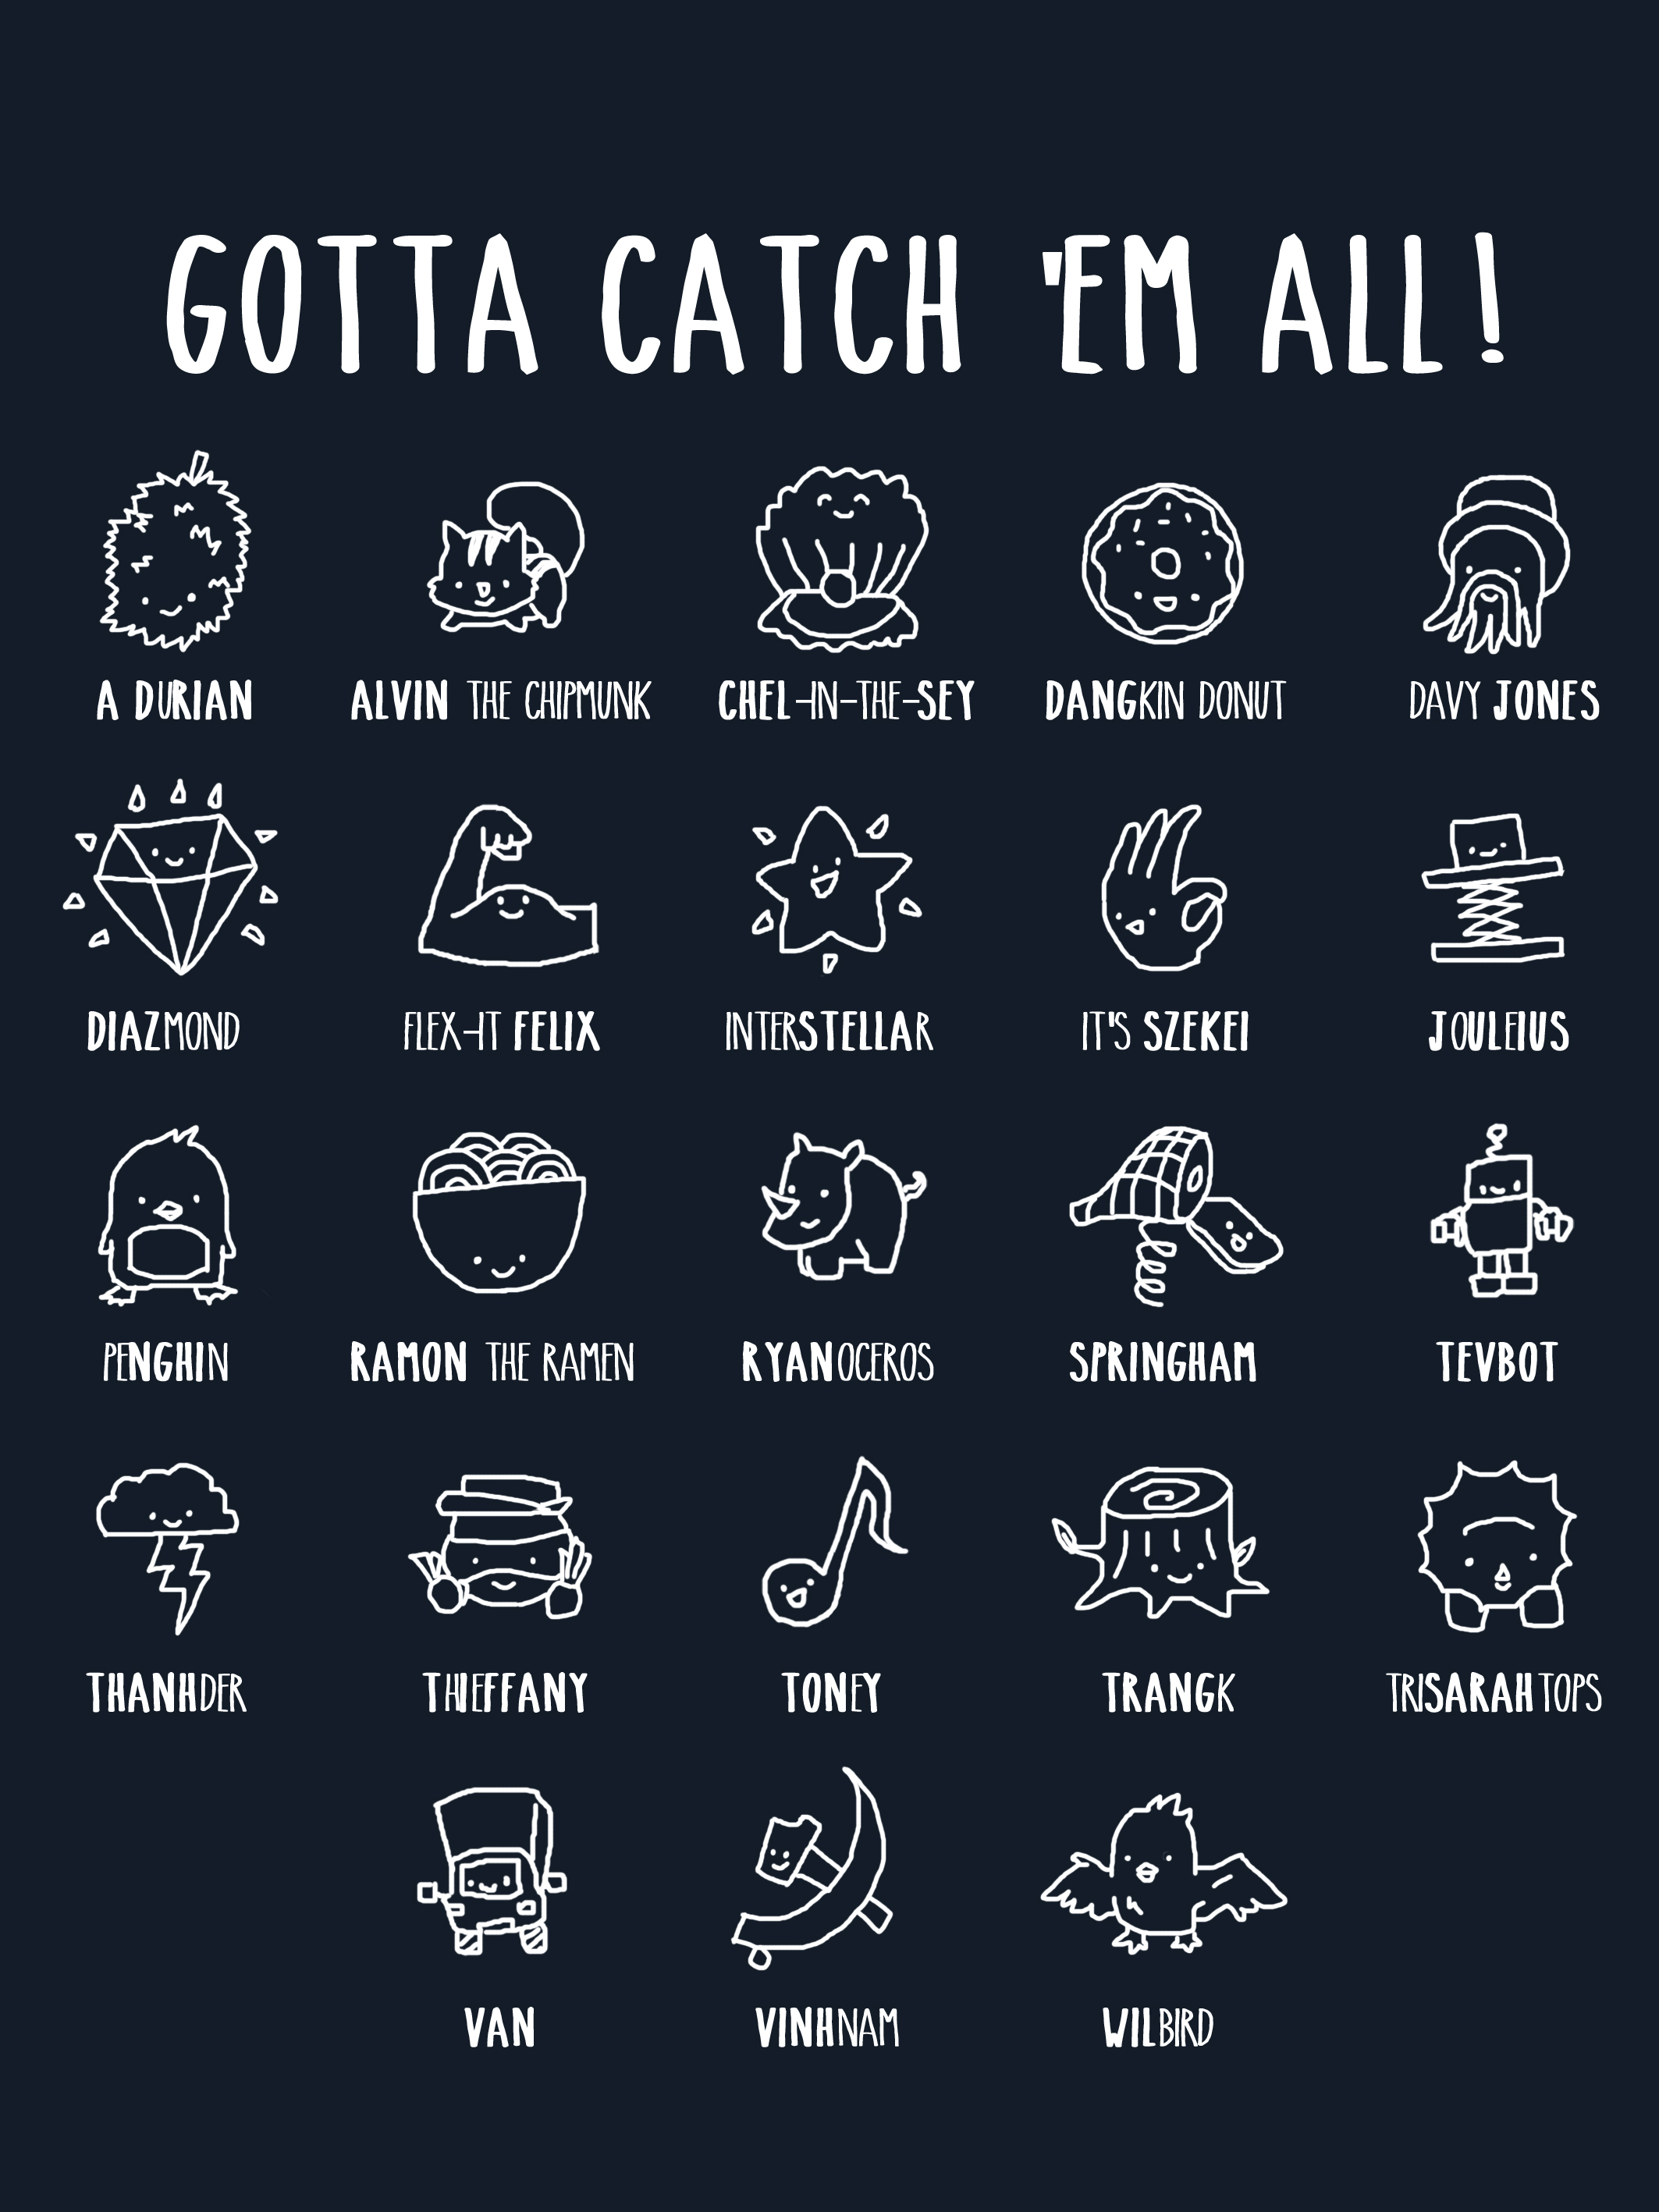 GOTTA CATCH 'EM ALL!
A DURIAN
ALVIN THE CHIPMUNK
CHEL-IN-THE-SEY
DANGKIN DONUT
DAVY JONES
DIAZMOND
FLEX-IT FELIX
INTERSTELLAR
IT'S SZEKEI
JOULEIUS
PENGHIN
RAMON THE RAMEN
RYANOCEROS
SPRINGHAM
TEVBOT
THANHDER
THIEFFANY
TONEY
TRANGK
TRISARAHTOPS
VAN
VINHNAM
WILBIRD